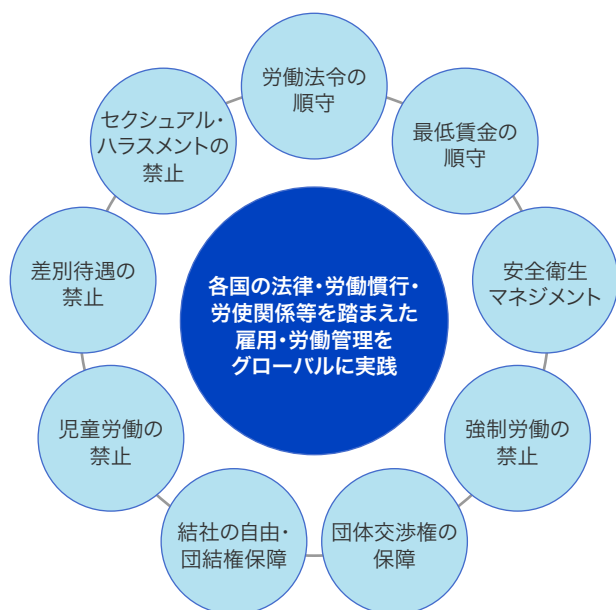 労働法令の
順守
最低賃金の
順守
安全衛生
マネジメント
強制労働の
禁止
団体交渉権の
保障
結社の自由・
団結権保障
児童労働の
禁止
差別待遇の
禁止
セクシュアル・
ハラスメントの
禁止
各国の法律・労働慣行・
労使関係等を踏まえた
雇用・労働管理を
グローバルに実践